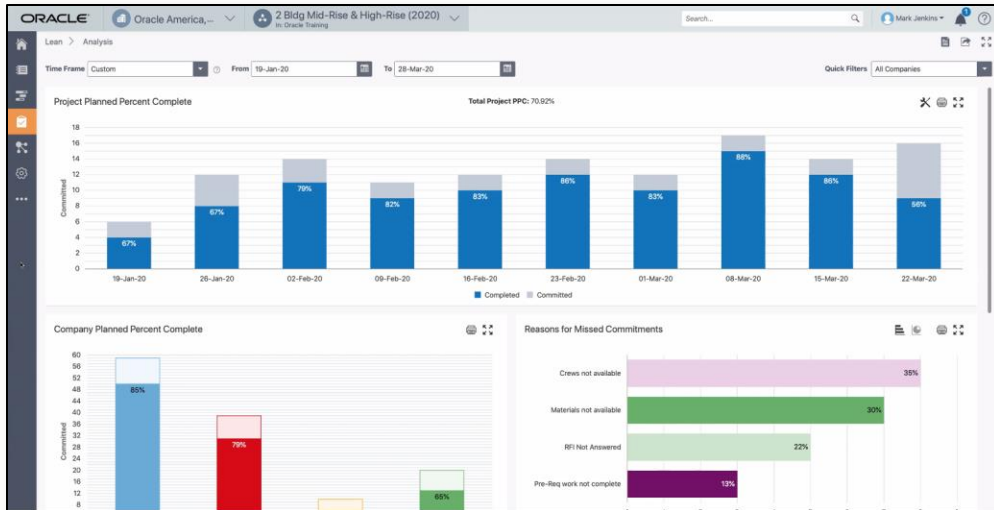 ORACLE
Oracle America,...
2 Bldg Mid-Rise & High-Rise (2020)
In: Oracle Training
Search...
Mark Jenkins
Lean > Analysis
Time Frame Custom From 19-Jan-20 To 28-Mar-20 Quick Filters All Companies
Project Planned Percent Complete
Total Project PPC: 70.92%
18
16
14
12
10
8
6
4
2
0
Committed
67%
67%
79%
82%
83%
86%
83%
88%
86%
56%
19-Jan-20 26-Jan-20 02-Feb-20 09-Feb-20 16-Feb-20 23-Feb-20 01-Mar-20 08-Mar-20 15-Mar-20 22-Mar-20
Completed Committed
Company Planned Percent Complete
60
56
52
48
44
40
36
32
28
24
20
16
12
8
Committed
85%
79%
65%
Reasons for Missed Commitments
Crews not available 35%
Materials not available 30%
RFI Not Answered 22%
Pre-Req work not complete 13%